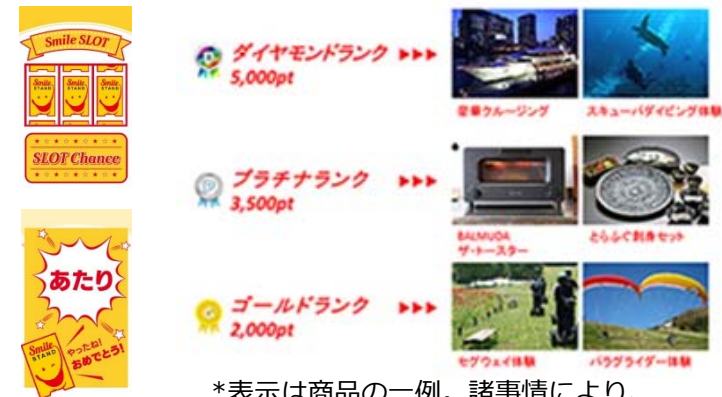 Smile SLOT
Smile STAND
Smile STAND
Smile STAND
SLOT Chance
あたり
Smile STAND
やったね!
おめでとう!
ダイヤモンドランク ▶▶▶
5,000pt
豪華クルージング
スキューバダイビング体験
プラチナランク ▶▶▶
3,500pt
BALMUDA
ザ・トースター
とらふぐ刺身セット
ゴールドランク ▶▶▶
2,000pt
セグウェイ体験
パラグライダー体験
*表示は商品の一例。諸事情により、